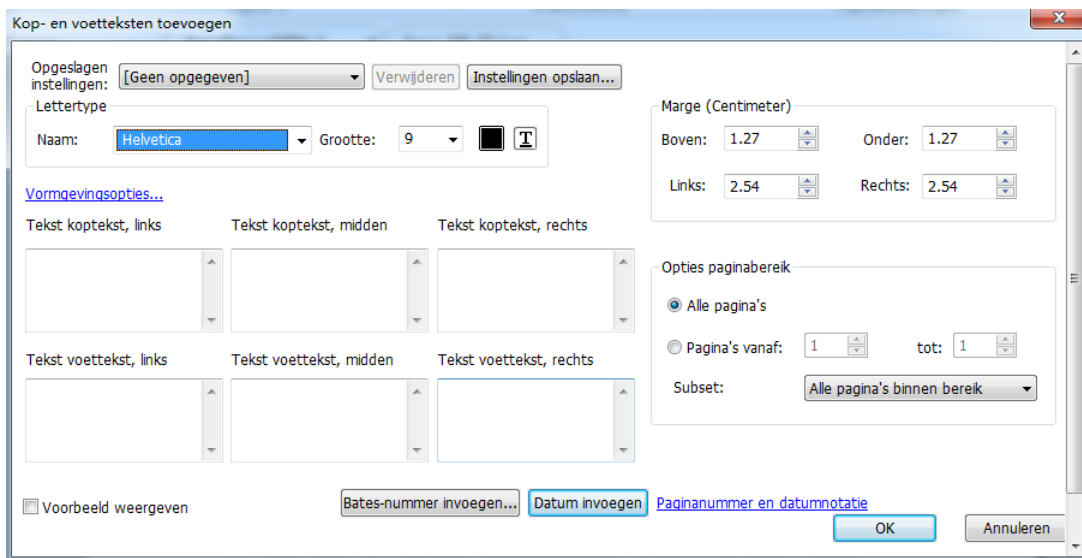 Kop- en voetteksten toevoegen
Opgeslagen instellingen: [Geen opgegeven] Verwijderen Instellingen opslaan...
Lettertype
Naam: Helvetica Grootte: 9 T
Marge (Centimeter)
Boven: 1.27 Onder: 1.27
Links: 2.54 Rechts: 2.54
Vormgevingsopties...
Tekst koptekst, links Tekst koptekst, midden Tekst koptekst, rechts
Opties paginabereik
Alle pagina's
Pagina's vanaf: 1 tot: 1
Subset: Alle pagina's binnen bereik
Tekst voettekst, links Tekst voettekst, midden Tekst voettekst, rechts
Voorbeeld weergeven Bates-nummer invoegen... Datum invoegen Paginanummer en datumnotatie
OK Annuleren